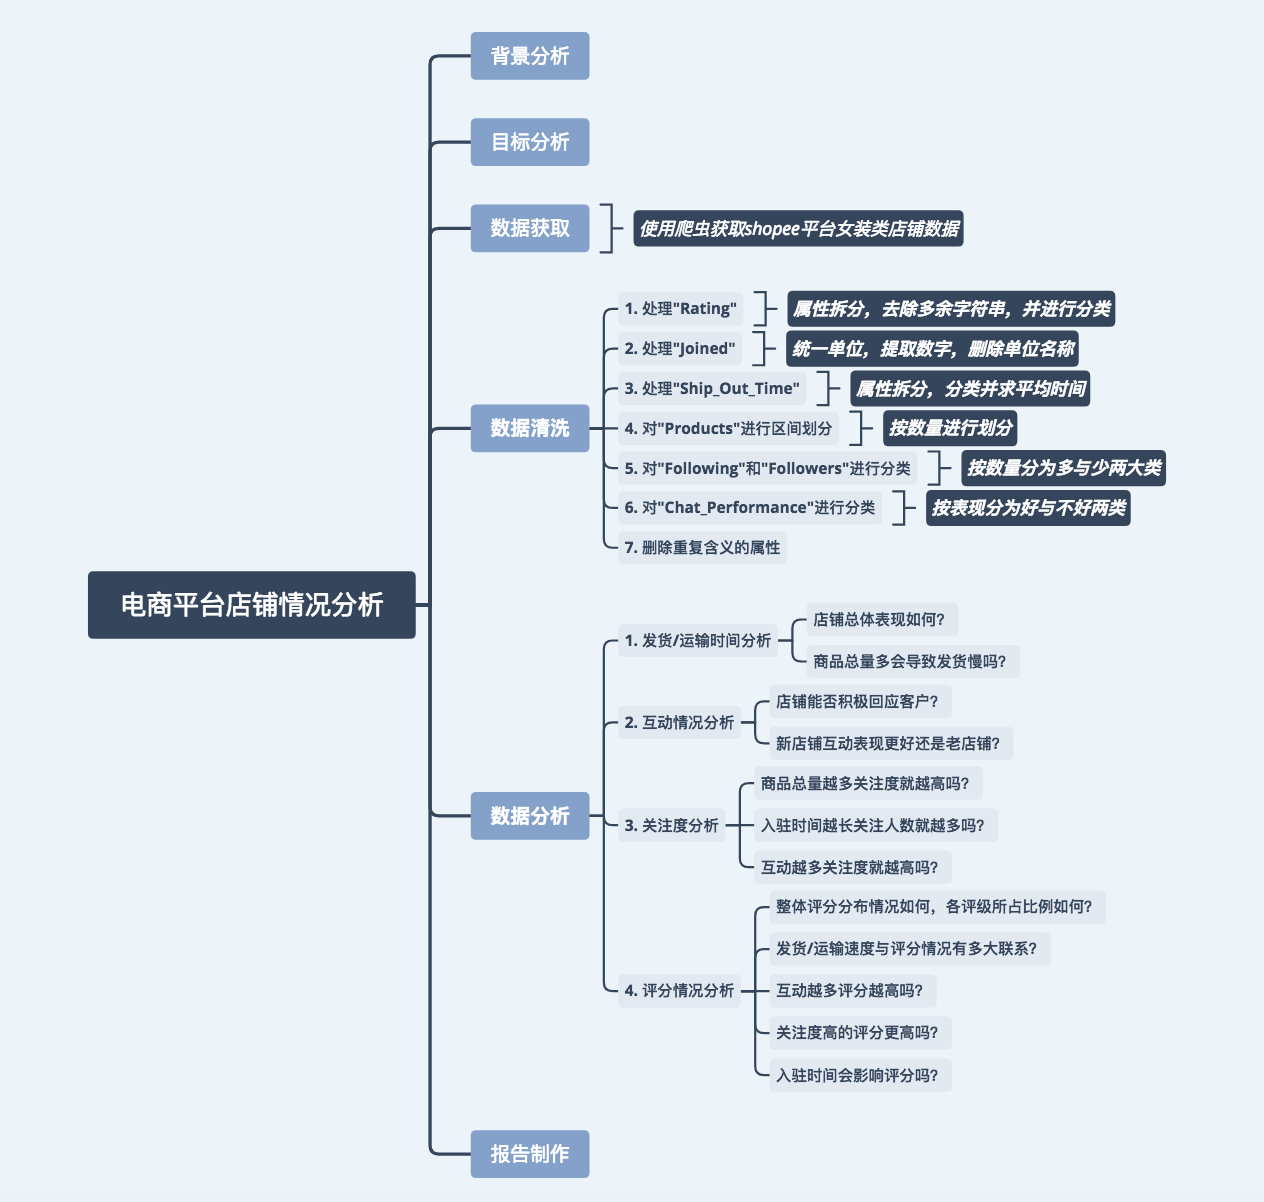 电商平台店铺情况分析
背景分析
目标分析
数据获取
使用爬虫获取shopee平台女装类店铺数据
数据清洗
1. 处理"Rating"
属性拆分，去除多余字符串，并进行分类
2. 处理"Joined"
统一单位，提取数字，删除单位名称
3. 处理"Ship_Out_Time"
属性拆分，分类并求平均时间
4. 对"Products"进行区间划分
按数量进行划分
5. 对"Following"和"Followers"进行分类
按数量分为多与少两大类
6. 对"Chat_Performance"进行分类
按表现分为好与不好两类
7. 删除重复含义的属性
数据分析
1. 发货/运输时间分析
店铺总体表现如何？
商品总量多会导致发货慢吗？
2. 互动情况分析
店铺能否积极回应客户？
新店铺互动表现更好还是老店铺？
3. 关注度分析
商品总量越多关注度就越高吗？
入驻时间越长关注人数就越多吗？
互动越多关注度就越高吗？
4. 评分情况分析
整体评分分布情况如何，各评级所占比例如何？
发货/运输速度与评分情况有多大联系？
互动越多评分越高吗？
关注度高的评分更高吗？
入驻时间会影响评分吗？
报告制作